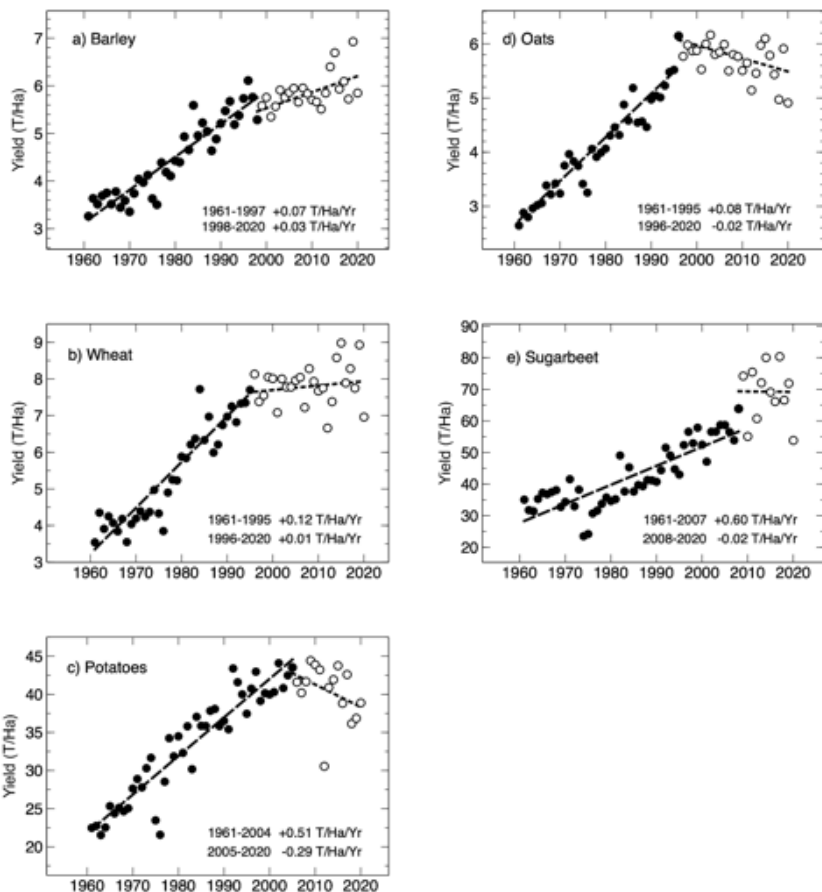 a) Barley
Yield (T/Ha)
7
6
5
4
3
1961-1997 +0.07 T/Ha/Yr
1998-2020 +0.03 T/Ha/Yr
1960 1970 1980 1990 2000 2010 2020
d) Oats
Yield (T/Ha)
6
5
4
3
1961-1995 +0.08 T/Ha/Yr
1996-2020 -0.02 T/Ha/Yr
1960 1970 1980 1990 2000 2010 2020
b) Wheat
Yield (T/Ha)
9
8
7
6
5
4
3
1961-1995 +0.12 T/Ha/Yr
1996-2020 +0.01 T/Ha/Yr
1960 1970 1980 1990 2000 2010 2020
e) Sugarbeet
Yield (T/Ha)
90
80
70
60
50
40
30
20
1961-2007 +0.60 T/Ha/Yr
2008-2020 -0.02 T/Ha/Yr
1960 1970 1980 1990 2000 2010 2020
c) Potatoes
Yield (T/Ha)
45
40
35
30
25
20
1961-2004 +0.51 T/Ha/Yr
2005-2020 -0.29 T/Ha/Yr
1960 1970 1980 1990 2000 2010 2020